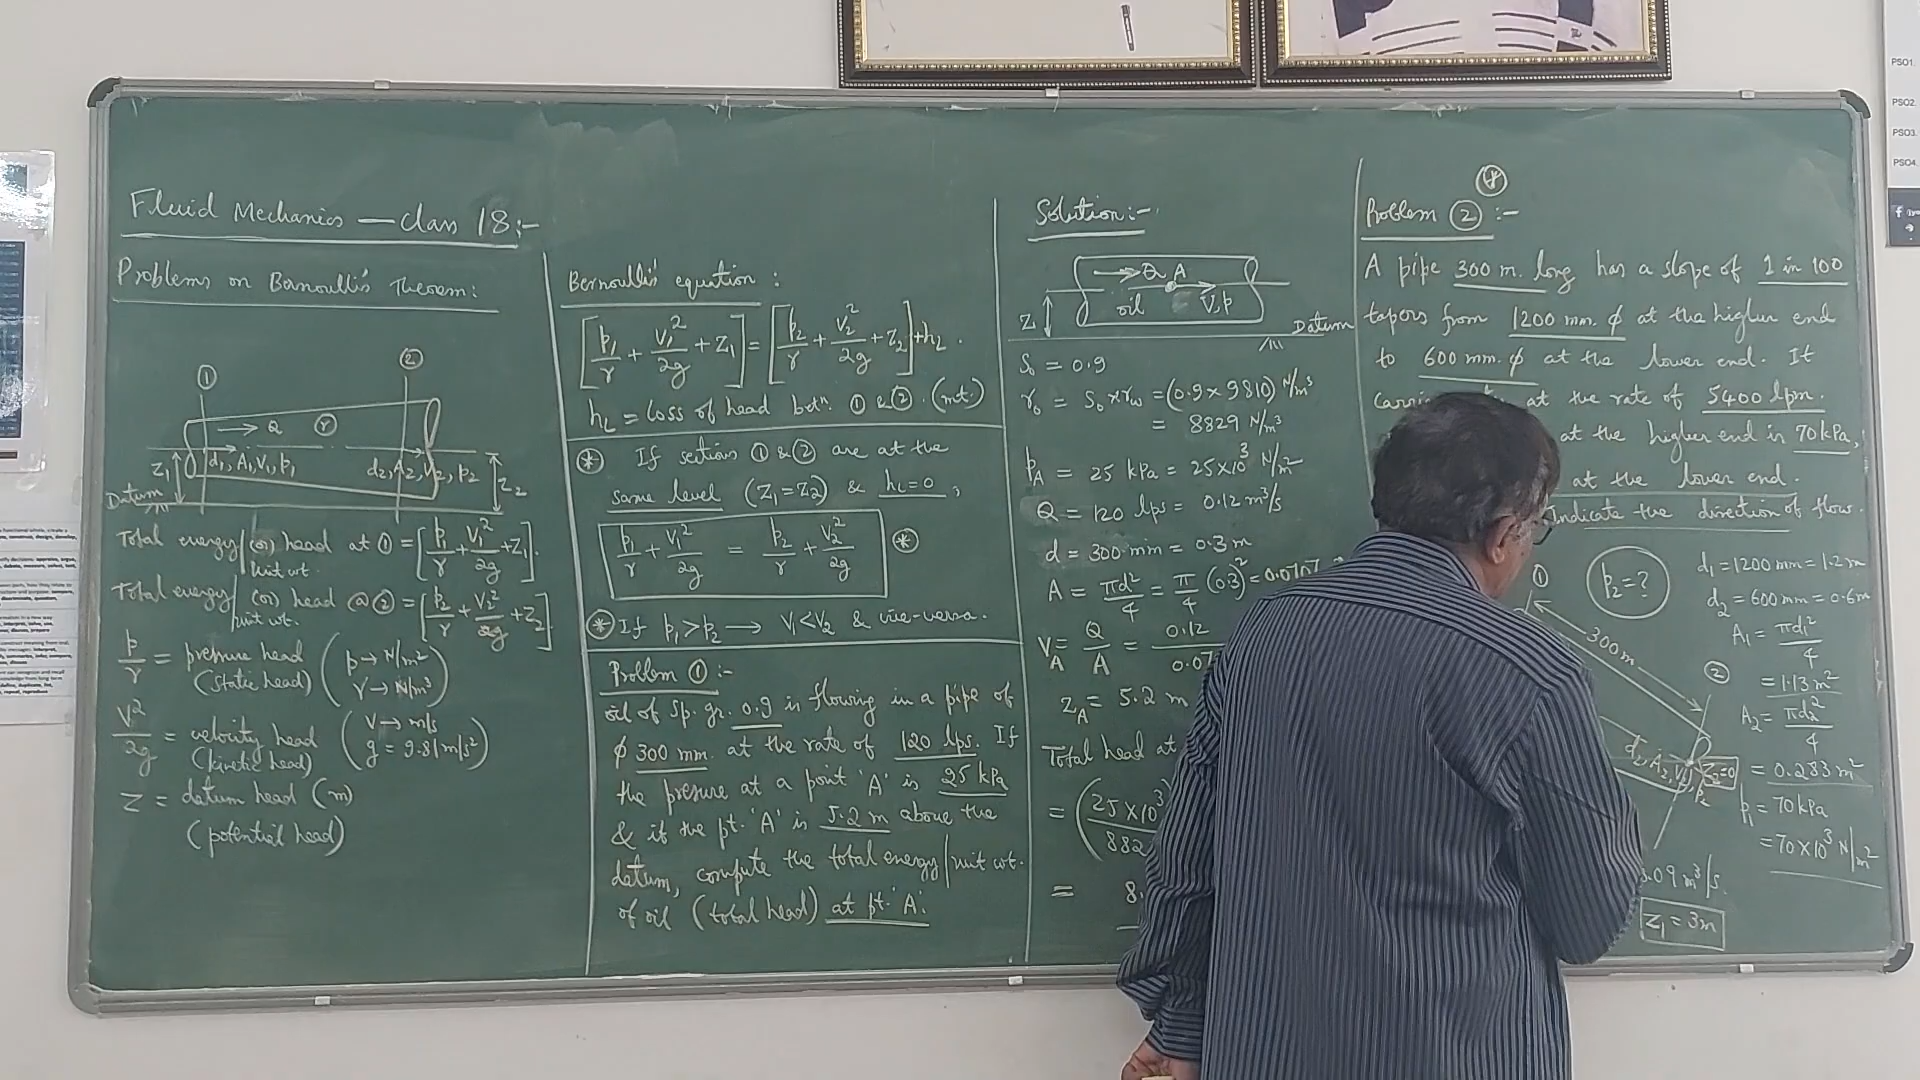 Fluid Mechanics — Class 18:-
Problems on Bernoulli's Theorem:
① ②
→ Q γ
Z₁ d₁, A₁, V₁, p₁ d₂, A₂, V₂, p₂ Z₂
Datum
Total energy/unit wt. (or) head at ① = [p₁/γ + V₁²/2g + Z₁].
Total energy/unit wt. (or) head @ ② = [p₂/γ + V₂²/2g + Z₂]
p/γ = pressure head (p → N/m²
(static head) γ → N/m³)
V²/2g = velocity head (V → m/s
(kinetic head) g = 9.81 m/s²)
Z = datum head (m)
(potential head)
Bernoulli's equation :
[p₁/γ + V₁²/2g + Z₁] = [p₂/γ + V₂²/2g + Z₂] + hL.
hL = Loss of head betn. ① & ②. (mt.)
* If sections ① & ② are at the
same level (Z₁=Z₂) & hL=0,
p₁/γ + V₁²/2g = p₂/γ + V₂²/2g *
* If p₁>p₂ → V₁<V₂ & vice-versa.
Problem ① :-
oil of sp. gr. 0.9 is flowing in a pipe of
ϕ 300 mm. at the rate of 120 lps. If
the presure at a point 'A' is 25 kPa
& if the pt. 'A' is 5.2 m above the
datum, compute the total energy/unit wt.
of oil (total head) at pt. 'A'.
Solution:-
→ Q A
oil V, p
Z Datum
S₀ = 0.9
γ₀ = S₀ × γw = (0.9 × 9810) N/m³
= 8829 N/m³
pA = 25 kPa = 25×10³ N/m²
Q = 120 lps = 0.12 m³/s
d = 300 mm = 0.3 m
A = πd²/4 = π/4 (0.3)² = 0.0707
VA = Q/A = 0.12/0.07
ZA = 5.2 m
Total head at
= (25×10³/882
= 8.
Problem ② :-
A pipe 300 m. long has a slope of 1 in 100
tapers from 1200 mm. ϕ at the higher end
to 600 mm. ϕ at the lower end. It
at the rate of 5400 lpm.
at the higher end is 70 kPa,
at the lower end.
Indicate the direction of flow.
① p₂ = ? d₁ = 1200 mm = 1.2 m
d₂ = 600 mm = 0.6 m
300 m A₁ = πd₁²/4
② = 1.13 m²
A₂ = πd₂²/4
d₂, A₂, V₂, p₂ Z₂=0 = 0.283 m²
p₁ = 70 kPa
= 70×10³ N/m²
.09 m³/s.
Z₁ = 3m
PSO1.
PSO2.
PSO3.
PSO4.